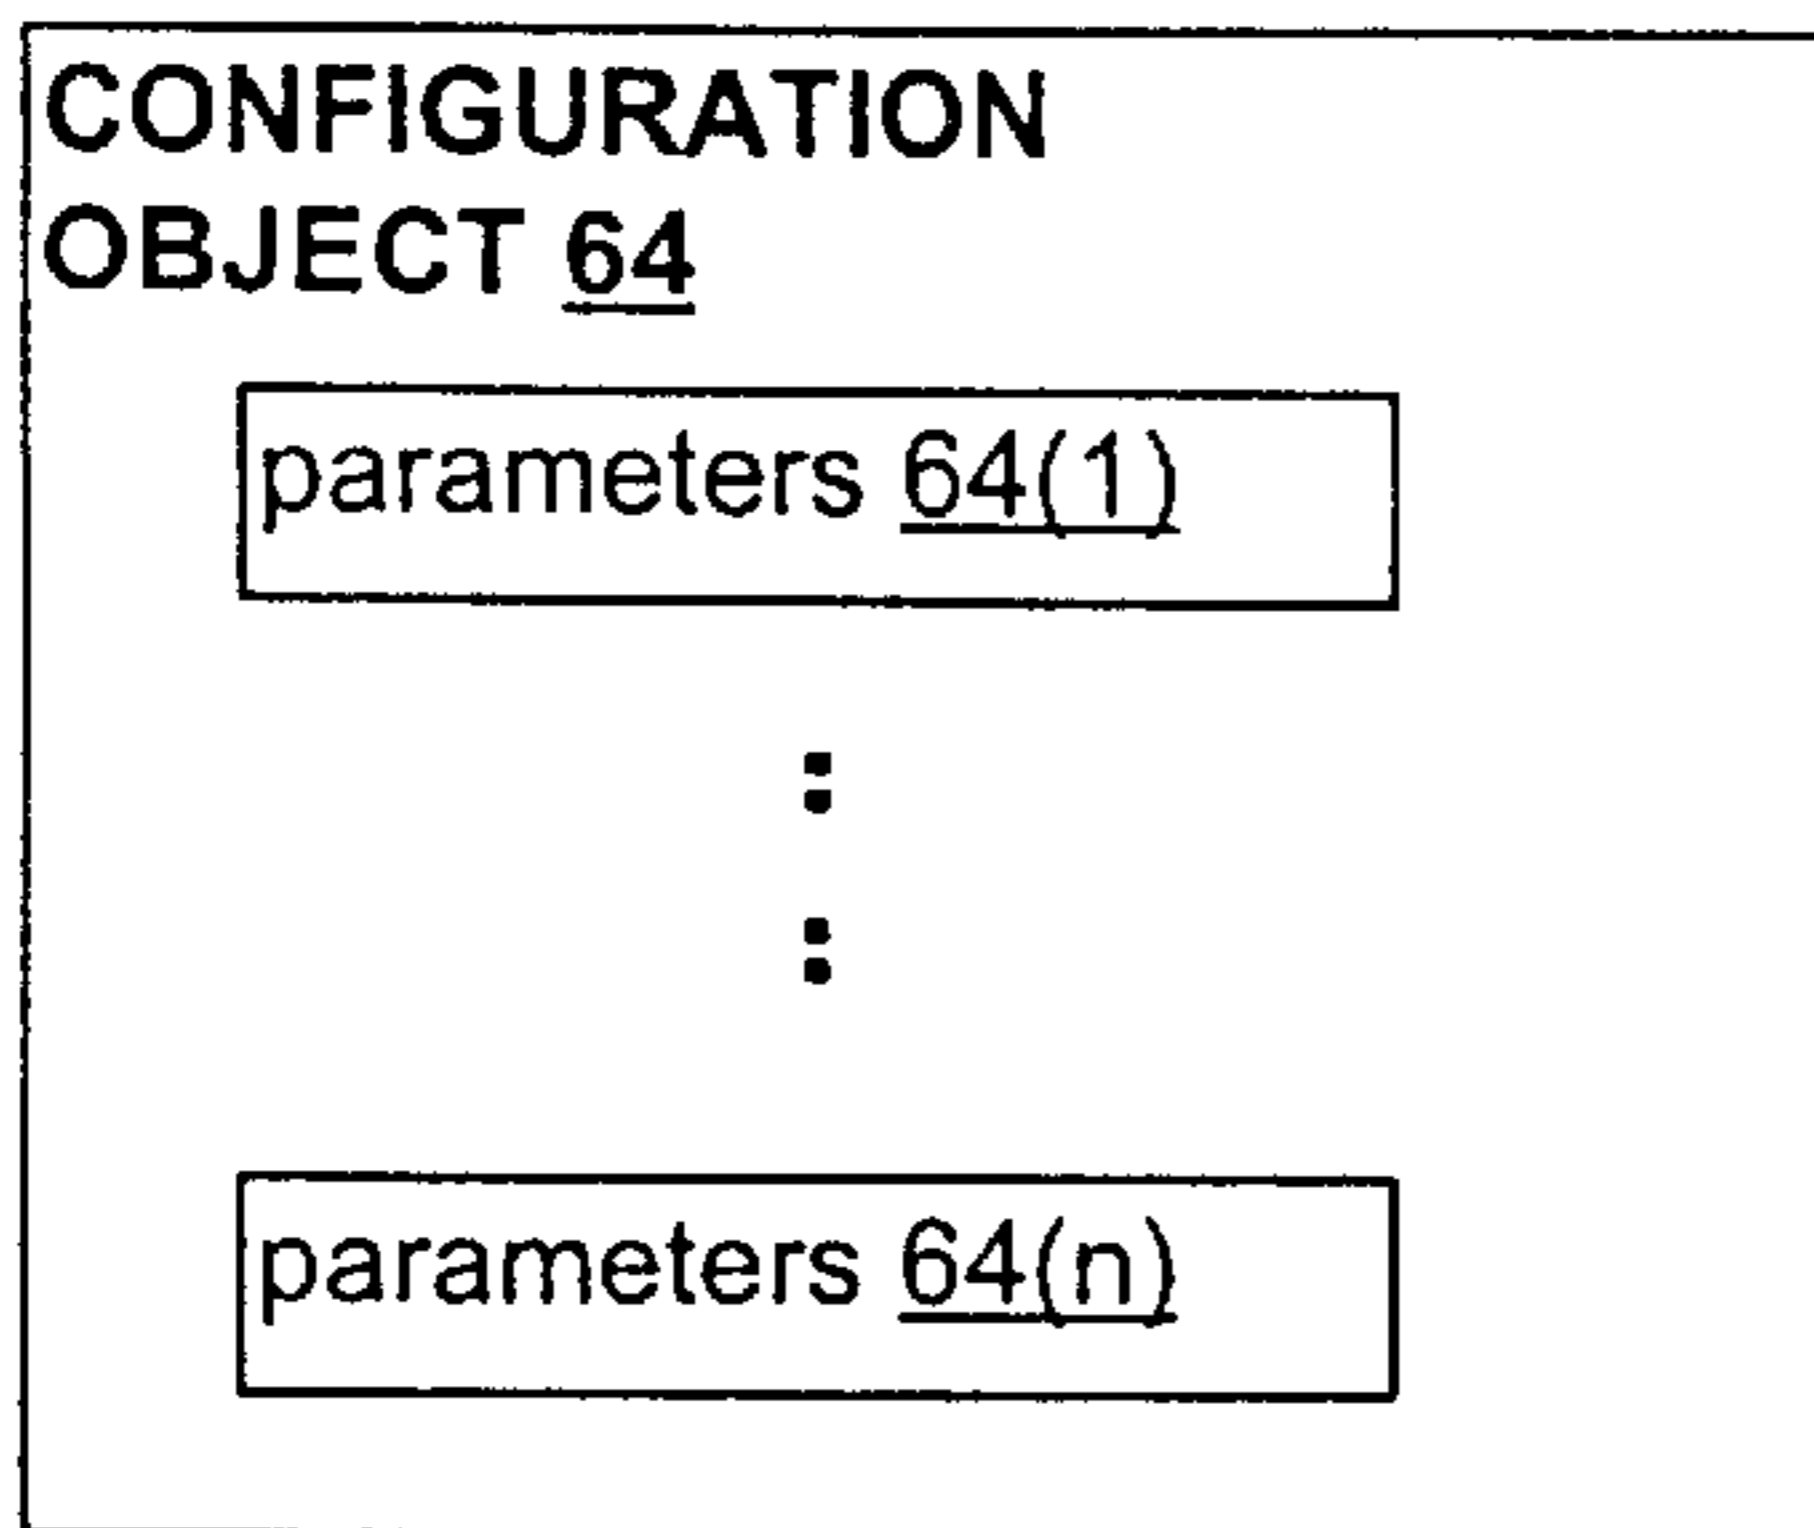 CONFIGURATION
OBJECT 64
parameters 64(1)
:
:
parameters 64(n)